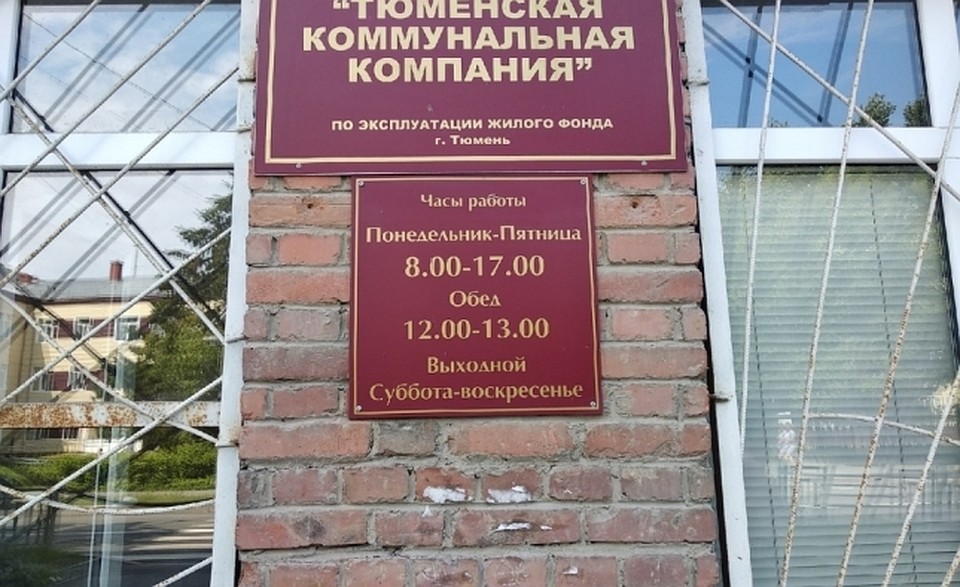 “ТЮМЕНСКАЯ
КОММУНАЛЬНАЯ
КОМПАНИЯ”
ПО ЭКСПЛУАТАЦИИ ЖИЛОГО ФОНДА
г. Тюмень
Часы работы
Понедельник-Пятница
8.00-17.00
Обед
12.00-13.00
Выходной
Суббота-воскресенье